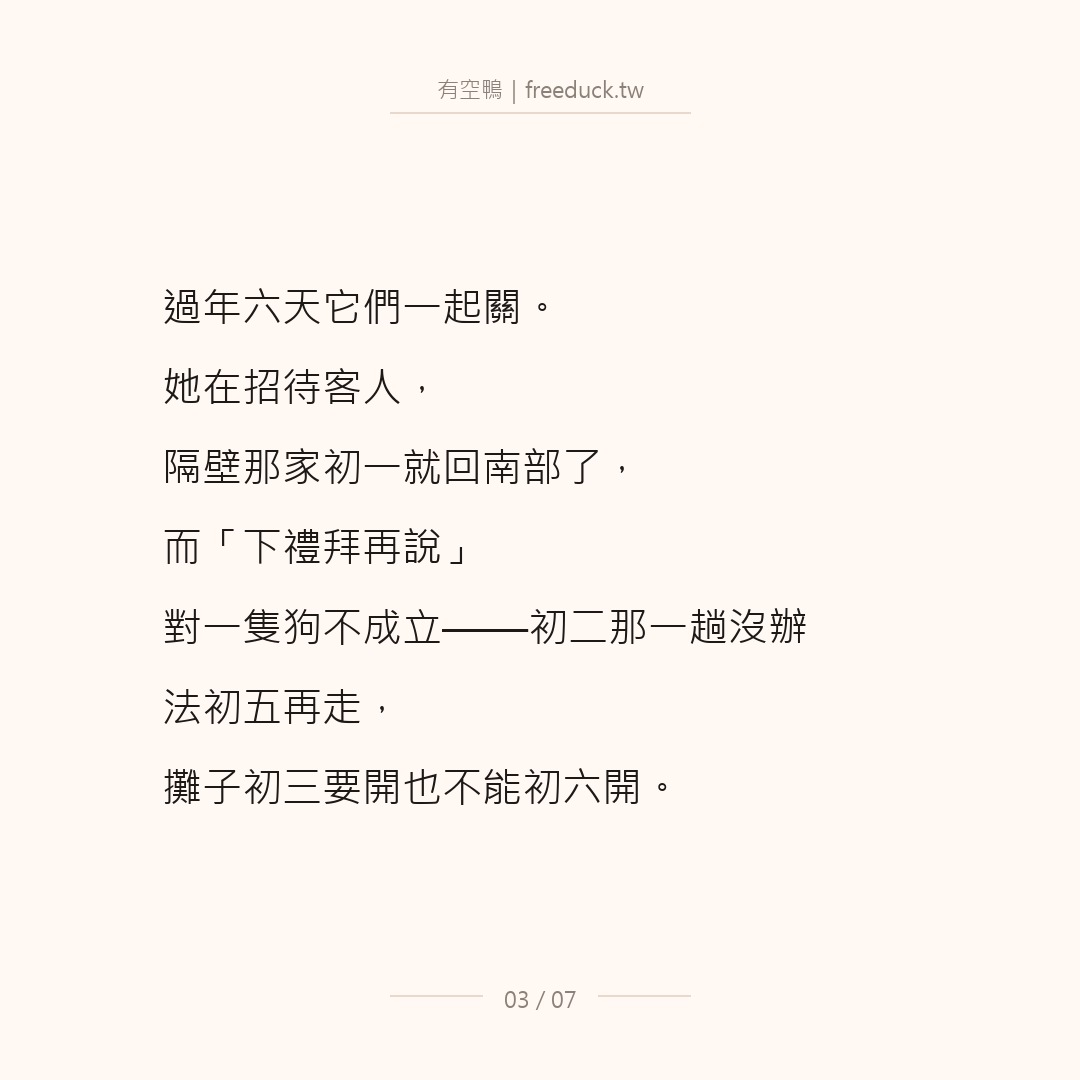 有空鴨 | freeduck.tw
過年六天它們一起關。
她在招待客人，
隔壁那家初一就回南部了，
而「下禮拜再說」
對一隻狗不成立——初二那一趟沒辦
法初五再走，
攤子初三要開也不能初六開。
03 / 07